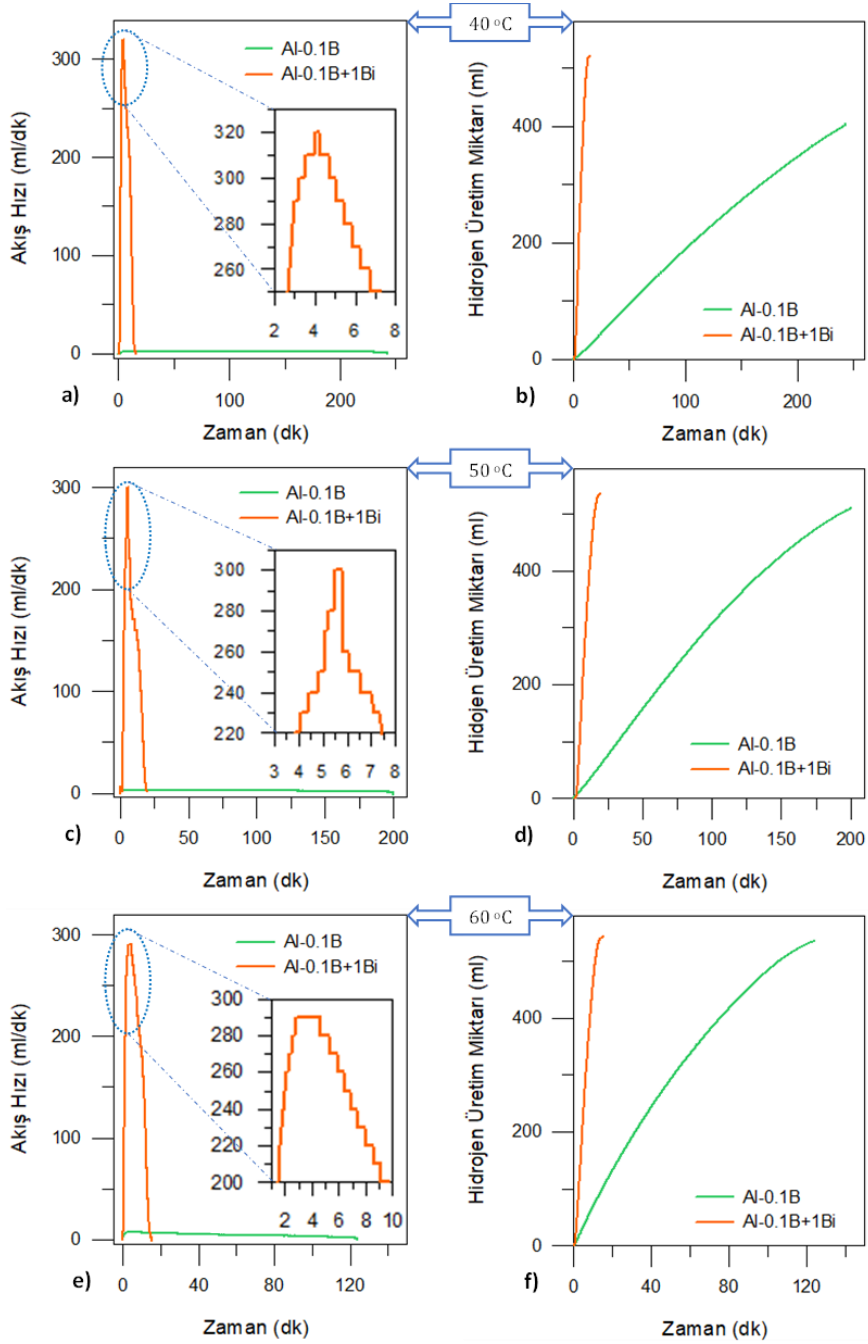 40 °C
300
200
100
0
Akış Hızı (ml/dk)
Al-0.1B
Al-0.1B+1Bi
320
300
280
260
2 4 6 8
0 100 200
a)
Zaman (dk)
400
200
0
Hidrojen Üretim Miktarı (ml)
Al-0.1B
Al-0.1B+1Bi
0 100 200
b)
Zaman (dk)
50 °C
300
200
100
0
Akış Hızı (ml/dk)
Al-0.1B
Al-0.1B+1Bi
300
280
260
240
220
3 4 5 6 7 8
0 50 100 150 200
c)
Zaman (dk)
400
200
0
Hidojen Üretim Miktarı (ml)
Al-0.1B
Al-0.1B+1Bi
0 50 100 150 200
d)
Zaman (dk)
60 °C
300
200
100
0
Akış Hızı (ml/dk)
Al-0.1B
Al-0.1B+1Bi
300
280
260
240
220
200
2 4 6 8 10
0 40 80 120
e)
Zaman (dk)
400
200
0
Hidrojen Üretim Miktarı (ml)
Al-0.1B
Al-0.1B+1Bi
0 40 80 120
f)
Zaman (dk)